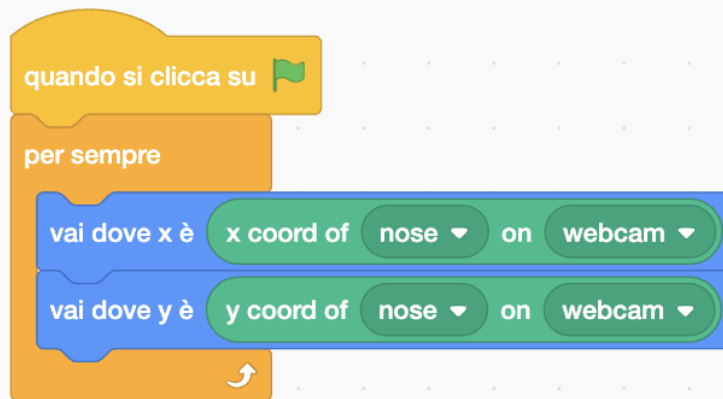 quando si clicca su
per sempre
vai dove x è x coord of nose on webcam
vai dove y è y coord of nose on webcam